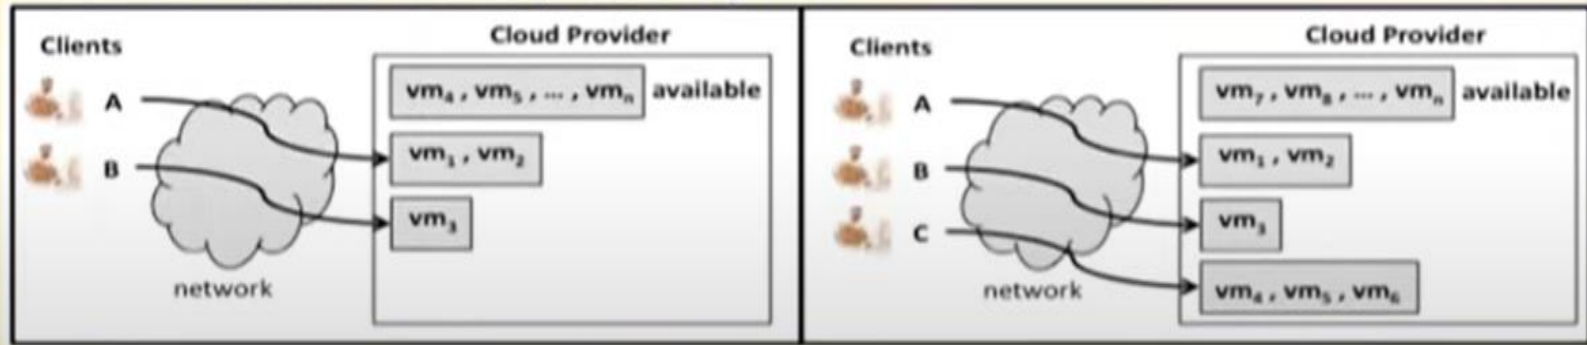 Clients
Cloud Provider
A
vm₄, vm₅, ..., vmₙ available
B
vm₁, vm₂
vm₃
network
Clients
Cloud Provider
A
vm₇, vm₈, ..., vmₙ available
B
vm₁, vm₂
C
vm₃
vm₄, vm₅, vm₆
network